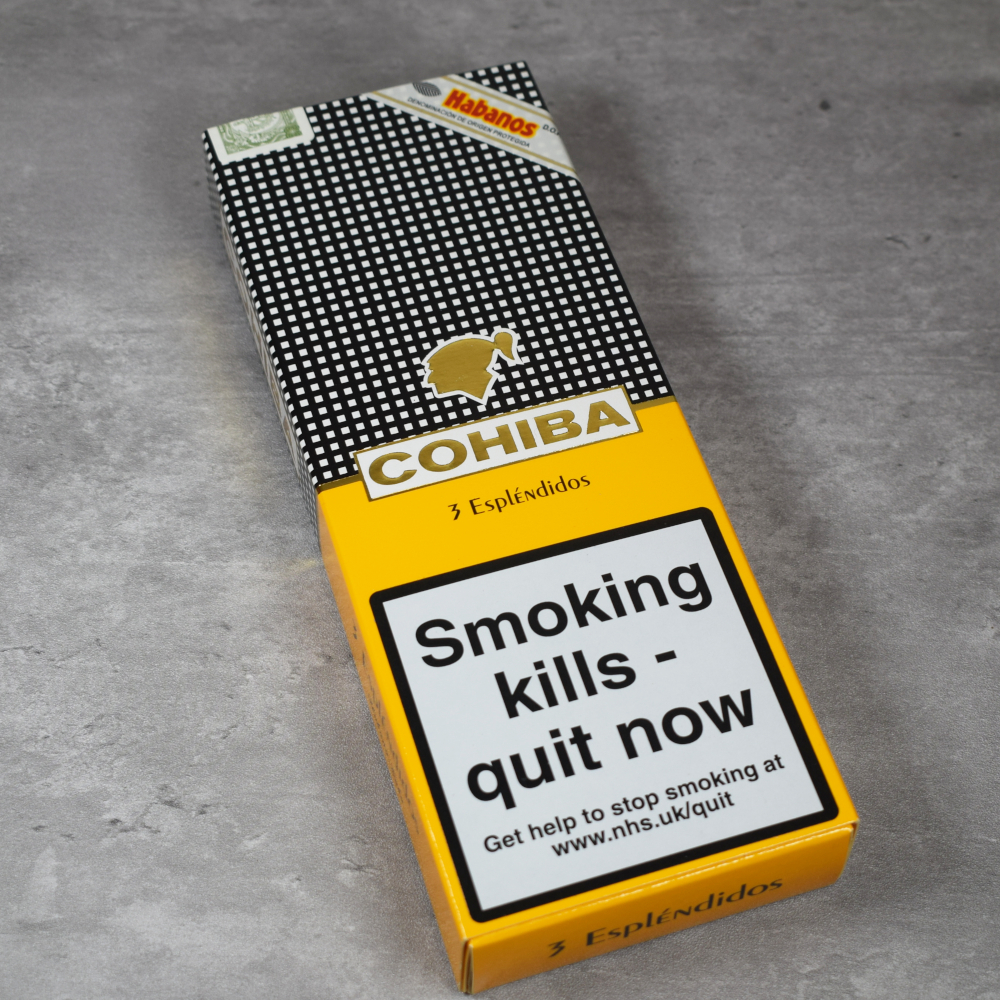 Habanos
DENOMINACIÓN DE ORIGEN PROTEGIDA
D.O.
COHIBA
3 Espléndidos
Smoking
kills -
quit now
Get help to stop smoking at
www.nhs.uk/quit
3 Espléndidos